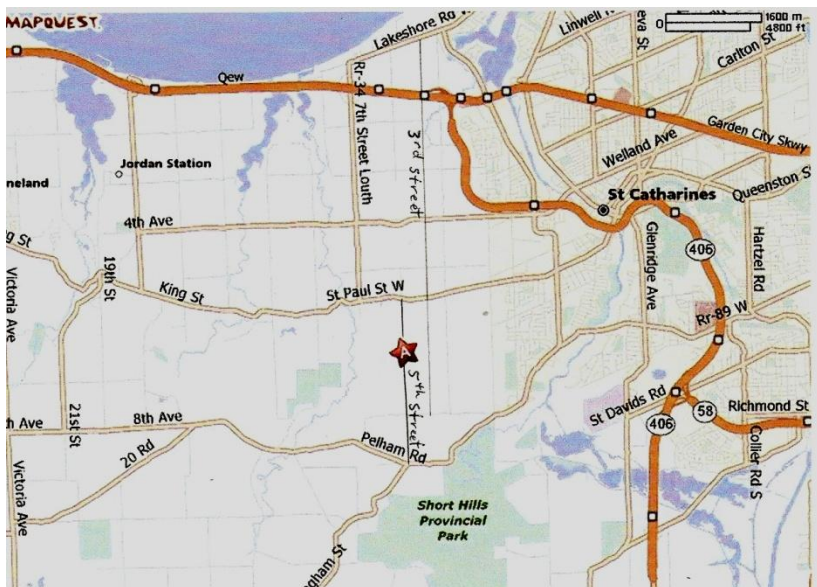 MAPQUEST
1600 m
4800 ft
Lakeshore Rd
Linwell
Carlton St
Qew
Rr-34 7th Street Louth
3rd Street
Garden City Skwy
Welland Ave
Jordan Station
St Catharines
Queenston S
4th Ave
406
19th St
Glenridge Ave
Hartzel Rd
Victoria Ave
King St
St Paul St W
Rr-89 W
A
5th Street
St Davids Rd
58
Richmond St
406
Collier Rd S
21st St
8th Ave
20 Rd
Pelham Rd
Victoria Ave
Short Hills
Provincial
Park